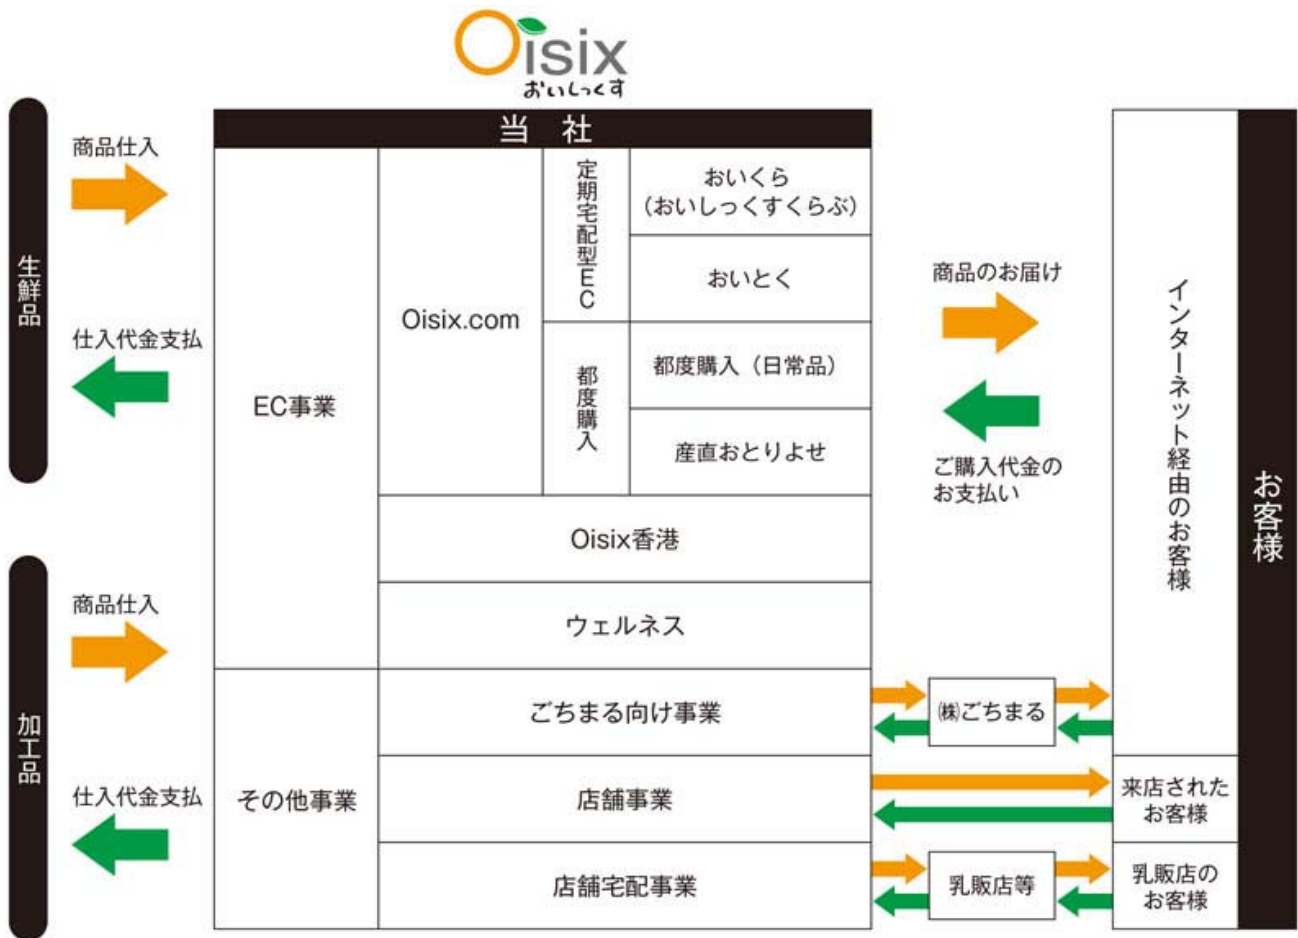 Oisix
おいしっくす
生鮮品
商品仕入
仕入代金支払
加工品
商品仕入
仕入代金支払
当 社
EC事業
Oisix.com
定期宅配型EC
おいくら
(おいしっくすくらぶ)
おいとく
都度購入
都度購入（日常品）
産直おとりよせ
Oisix香港
ウェルネス
その他事業
ごちまる向け事業
店舗事業
店舗宅配事業
商品のお届け
ご購入代金の
お支払い
㈱ごちまる
乳販店等
インターネット経由のお客様
来店された
お客様
乳販店の
お客様
お客様